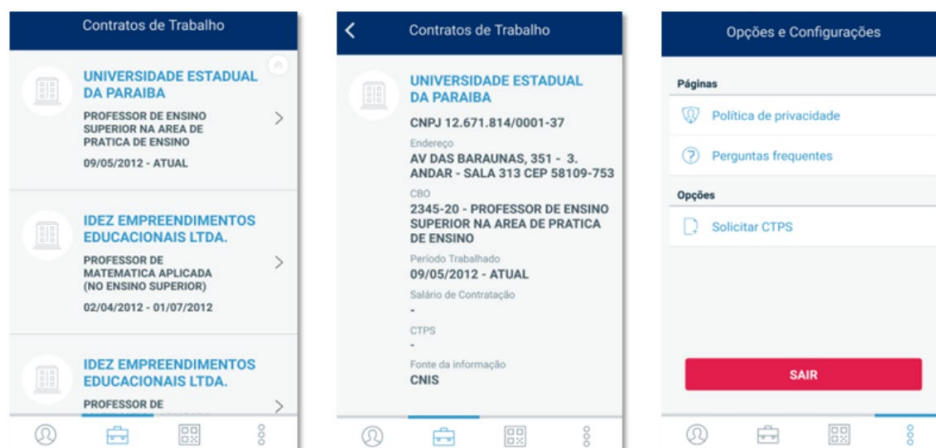 Contratos de Trabalho
UNIVERSIDADE ESTADUAL
DA PARAIBA
PROFESSOR DE ENSINO
SUPERIOR NA AREA DE
PRATICA DE ENSINO
09/05/2012 - ATUAL
IDEZ EMPREENDIMENTOS
EDUCACIONAIS LTDA.
PROFESSOR DE
MATEMATICA APLICADA
(NO ENSINO SUPERIOR)
02/04/2012 - 01/07/2012
IDEZ EMPREENDIMENTOS
EDUCACIONAIS LTDA.
PROFESSOR DE
Contratos de Trabalho
UNIVERSIDADE ESTADUAL
DA PARAIBA
CNPJ 12.671.814/0001-37
Endereço
AV DAS BARAUNAS, 351 - 3.
ANDAR - SALA 313 CEP 58109-753
CBO
2345-20 - PROFESSOR DE ENSINO
SUPERIOR NA AREA DE PRATICA
DE ENSINO
Período Trabalhado
09/05/2012 - ATUAL
Salário de Contratação
-
CTPS
-
Fonte da informação
CNIS
Opções e Configurações
Páginas
Política de privacidade
Perguntas frequentes
Opções
Solicitar CTPS
SAIR